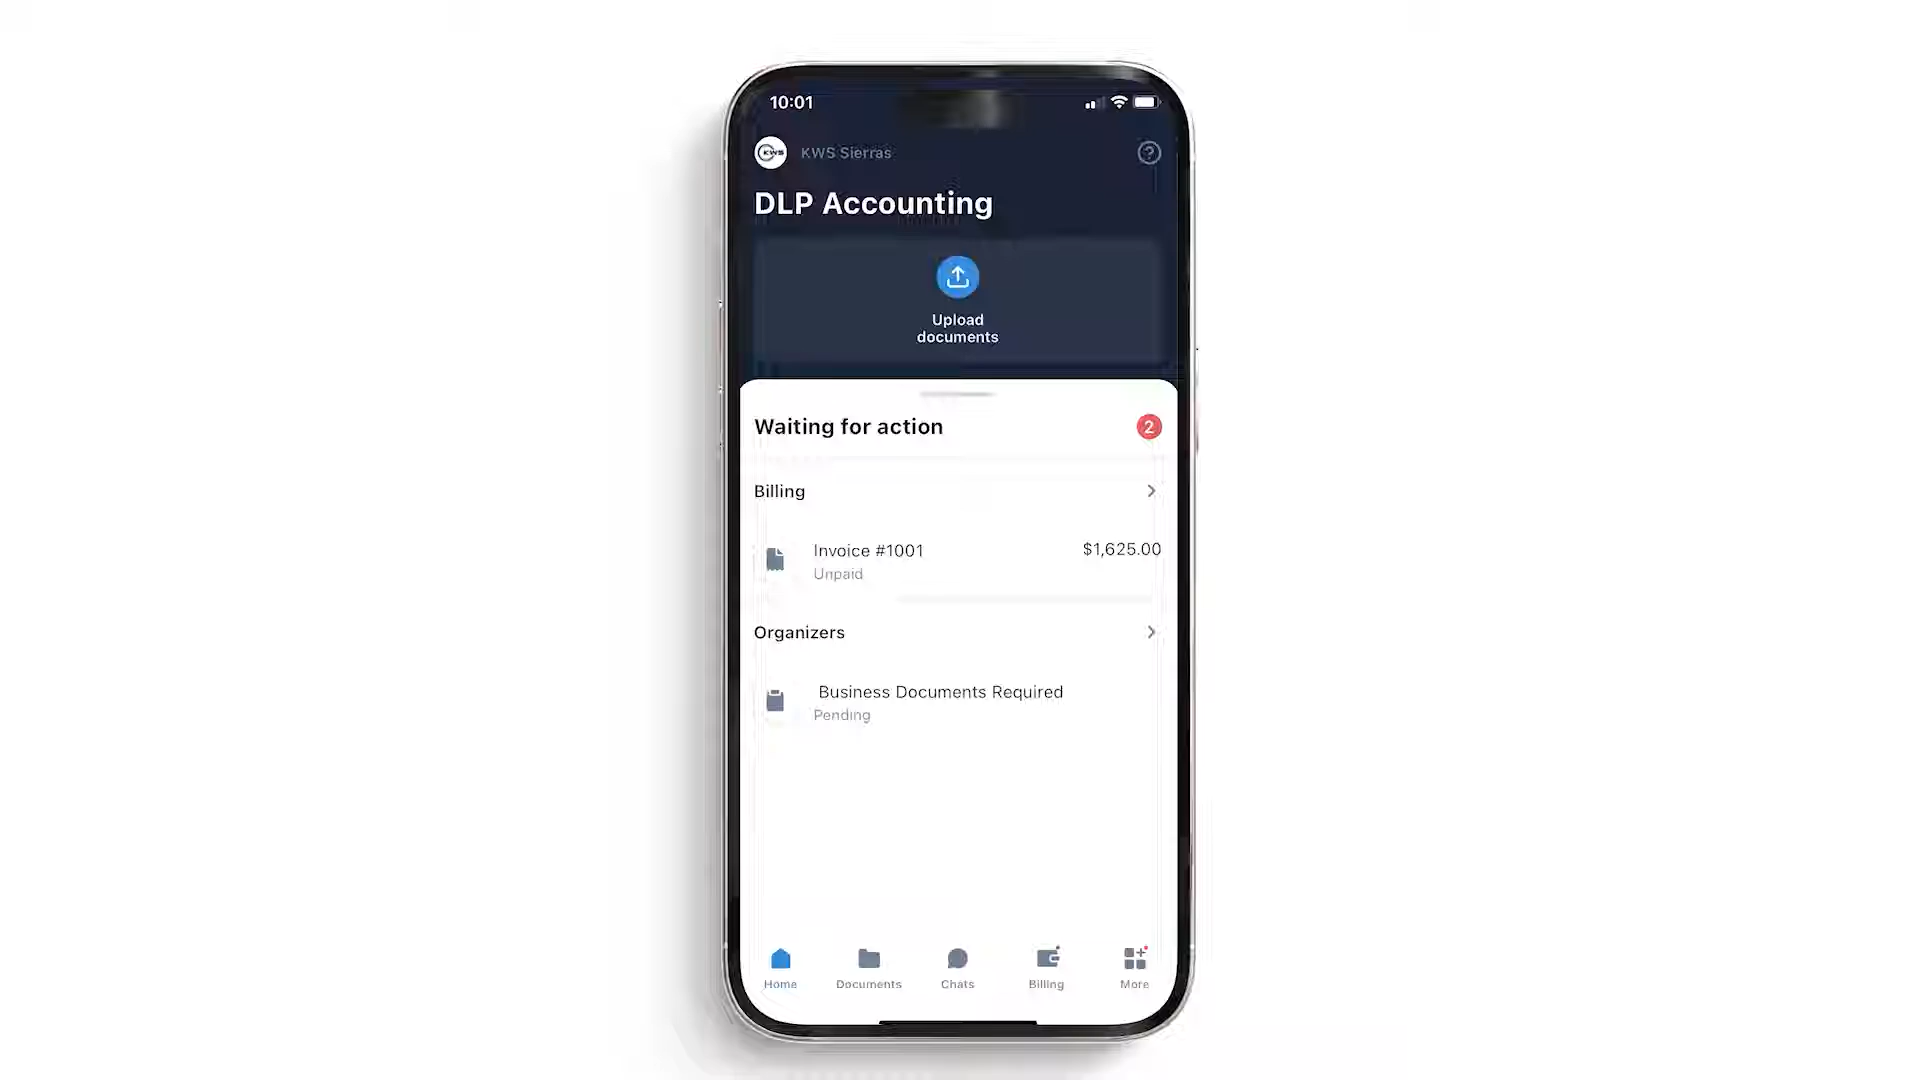 10:01
KWS
KWS Sierras
?
DLP Accounting
Upload
documents
Waiting for action
2
Billing
Invoice #1001
$1,625.00
Unpaid
Organizers
Business Documents Required
Pending
Home
Documents
Chats
Billing
More